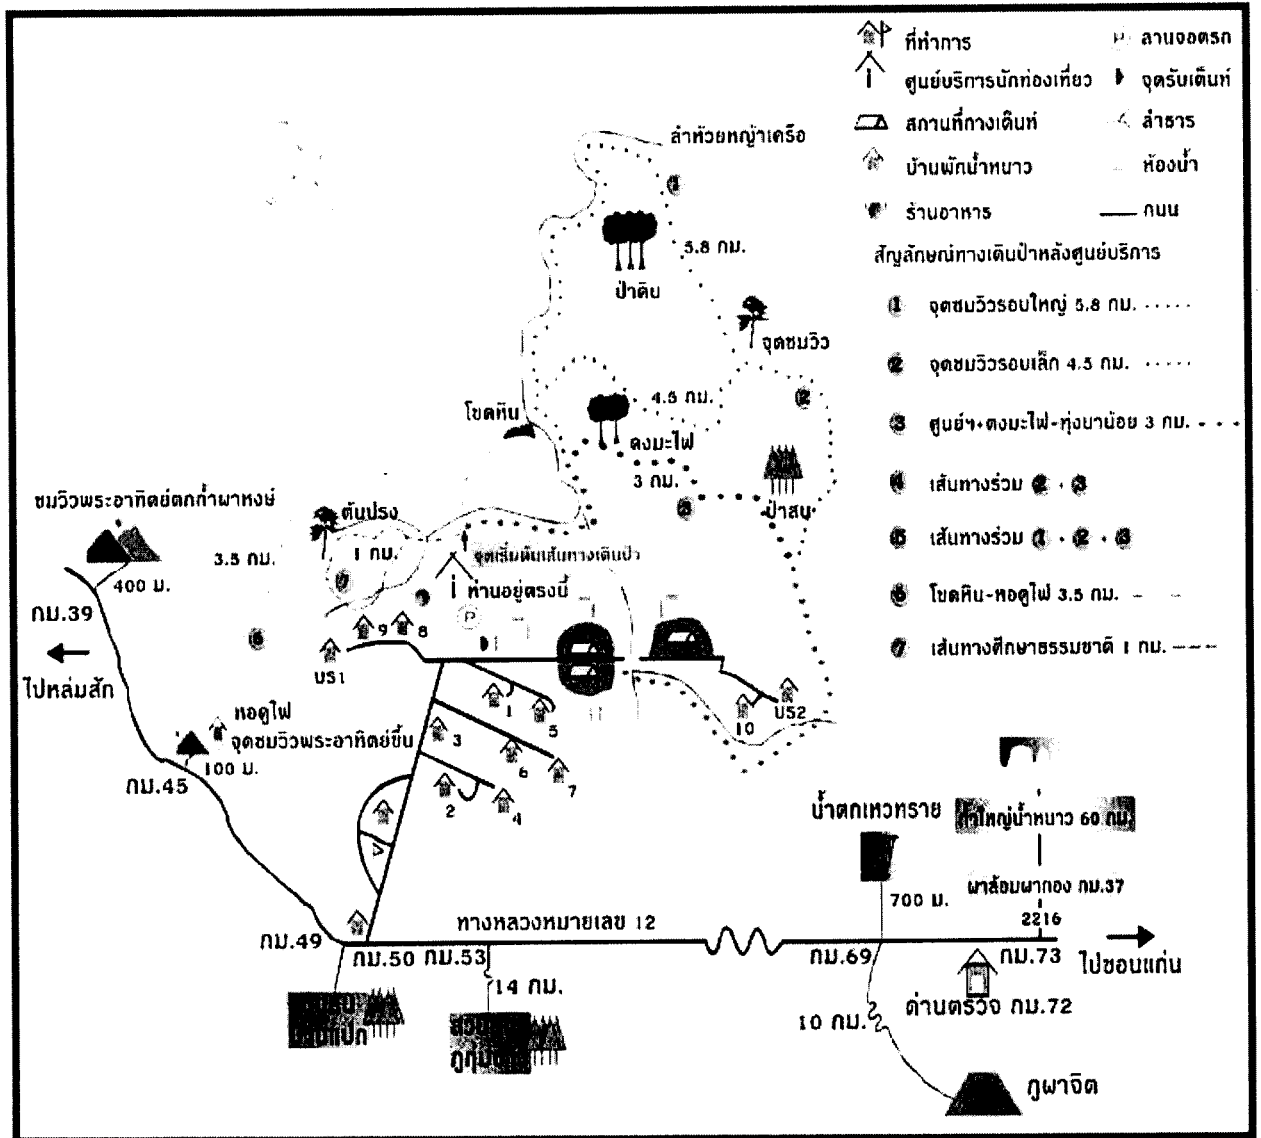 ที่ทำการ
ลานจอดรถ
ศูนย์บริการนักท่องเที่ยว
จุดรับเต็นท์
สถานที่กางเต็นท์
ลำธาร
บ้านพักน้ำหนาว
ห้องน้ำ
ร้านอาหาร
ถนน
สัญลักษณ์ทางเดินป่าหลังศูนย์บริการ
1 จุดชมวิวรอบใหญ่ 5.8 กม.
2 จุดชมวิวรอบเล็ก 4.5 กม.
3 ศูนย์ฯ-ดงมะไฟ-ทุ่งนาน้อย 3 กม.
4 เส้นทางร่วม 2 + 3
5 เส้นทางร่วม 1 + 2 + 3
6 โขดหิน-หอดูไฟ 3.5 กม.
7 เส้นทางศึกษาธรรมชาติ 1 กม.
ลำห้วยหญ้าเครือ
1
5.8 กม.
ป่าดิบ
จุดชมวิว
4.5 กม.
2
โขดหิน
ดงมะไฟ
3 กม.
3
ป่าสน
ชมวิวพระอาทิตย์ตกถ้ำผาหงษ์
400 ม.
3.5 กม.
ต้นปรง
1 กม.
7
จุดเริ่มต้นเส้นทางเดินป่า
ท่านอยู่ตรงนี้
P
กม.39
ไปหล่มสัก
6
9
8
US1
1
5
10
US2
3
6
7
2
4
หอดูไฟ
จุดชมวิวพระอาทิตย์ขึ้น
100 ม.
กม.45
น้ำตกเหวทราย
ถ้ำใหญ่น้ำหนาว 60 กม.
700 ม.
ผาล้อมผากอง กม.37
2216
ทางหลวงหมายเลข 12
กม.49
กม.50
กม.53
กม.69
กม.73
ไปขอนแก่น
14 กม.
10 กม.
ด่านตรวจ กม.72
ภูผาจิต